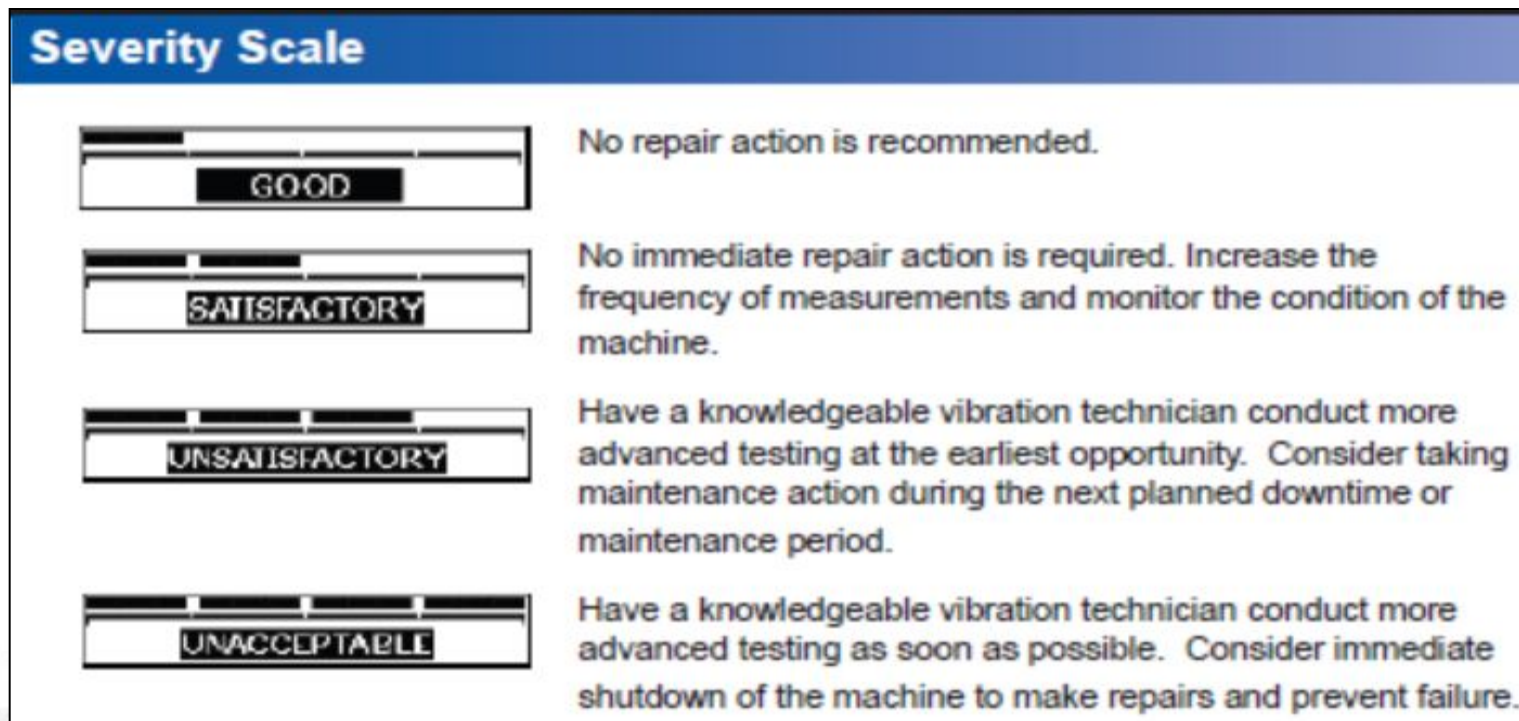 Severity Scale
No repair action is recommended.
GOOD
No immediate repair action is required. Increase the
frequency of measurements and monitor the condition of the
machine.
SATISFACTORY
Have a knowledgeable vibration technician conduct more
advanced testing at the earliest opportunity. Consider taking
maintenance action during the next planned downtime or
maintenance period.
UNSATISFACTORY
Have a knowledgeable vibration technician conduct more
advanced testing as soon as possible. Consider immediate
shutdown of the machine to make repairs and prevent failure.
UNACCEPTABLE